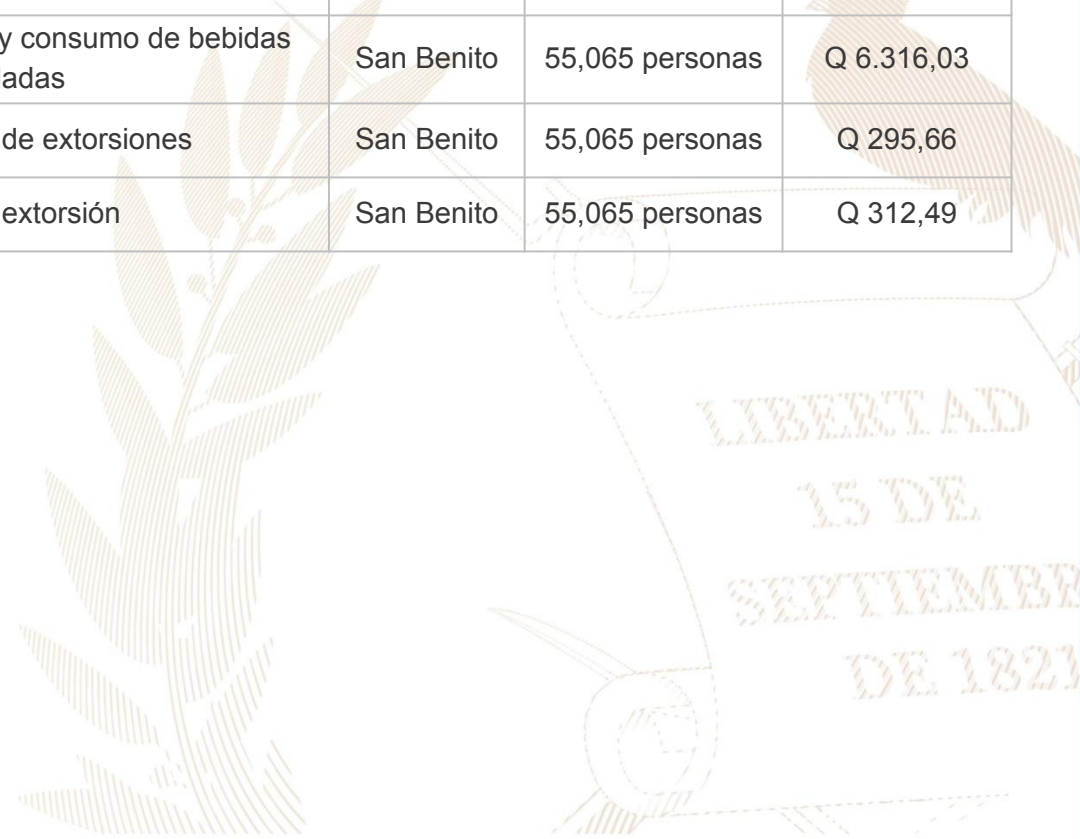 y consumo de bebidas
adas San Benito 55,065 personas Q 6.316,03
de extorsiones San Benito 55,065 personas Q 295,66
extorsión San Benito 55,065 personas Q 312,49
LIBERTAD
15 DE
SEPTIEMBR
DE 1821